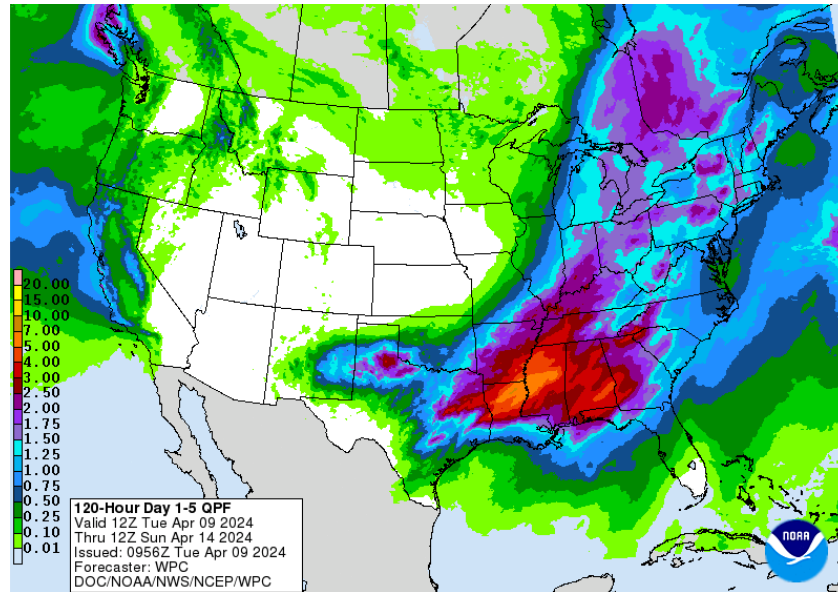 20.00
15.00
10.00
7.00
5.00
4.00
3.00
2.50
2.00
1.75
1.50
1.25
1.00
0.75
0.50
0.25
0.10
0.01
120-Hour Day 1-5 QPF
Valid 12Z Tue Apr 09 2024
Thru 12Z Sun Apr 14 2024
Issued: 0956Z Tue Apr 09 2024
Forecaster: WPC
DOC/NOAA/NWS/NCEP/WPC
NOAA